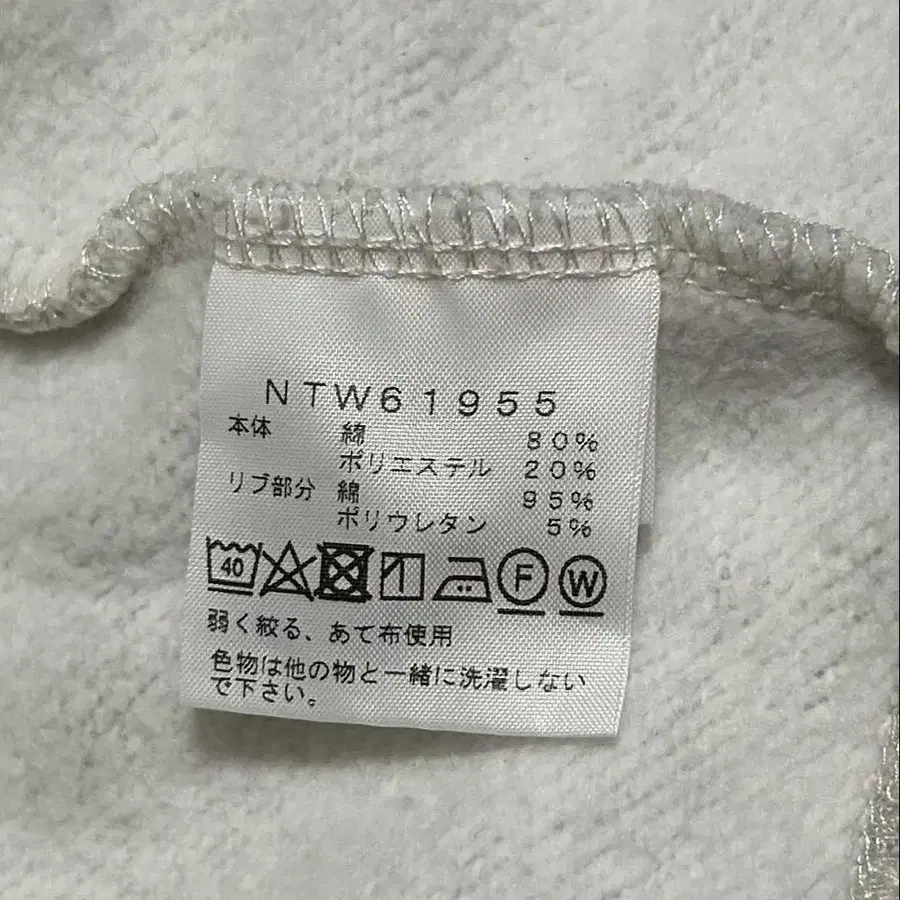 NTW61955
本体 綿 80%
ポリエステル 20%
リブ部分 綿 95%
ポリウレタン 5%
40 F W
弱く絞る、あて布使用
色物は他の物と一緒に洗濯しない
で下さい。